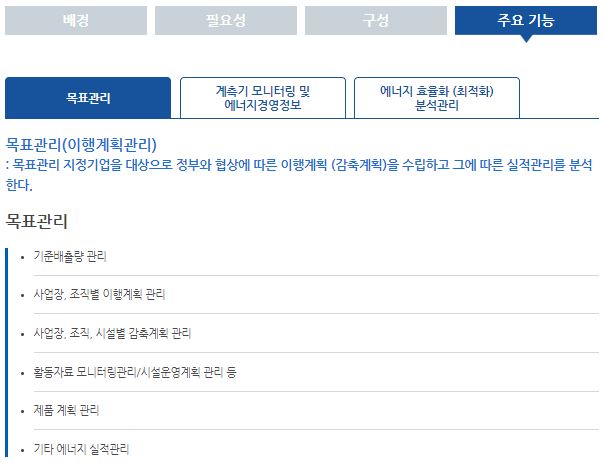 배경
필요성
구성
주요 기능
목표관리
계측기 모니터링 및
에너지경영정보
에너지 효율화 (최적화)
분석관리
목표관리(이행계획관리)
: 목표관리 지정기업을 대상으로 정부와 협상에 따른 이행계획 (감축계획)을 수립하고 그에 따른 실적관리를 분석
한다.
목표관리
기준배출량 관리
사업장, 조직별 이행계획 관리
사업장, 조직, 시설별 감축계획 관리
활동자료 모니터링관리/시설운영계획 관리 등
제품 계획 관리
기타 에너지 실적관리